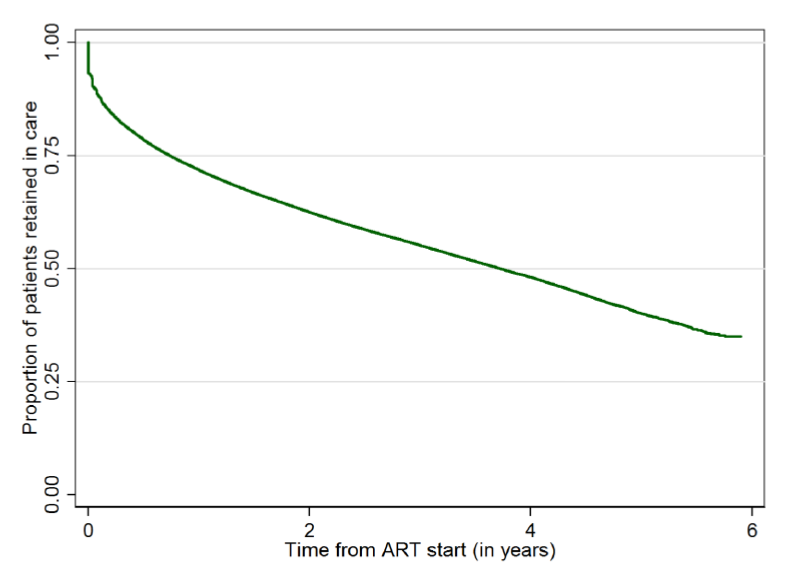 Proportion of patients retained in care
1.00
0.75
0.50
0.25
0.00
0 2 4 6
Time from ART start (in years)